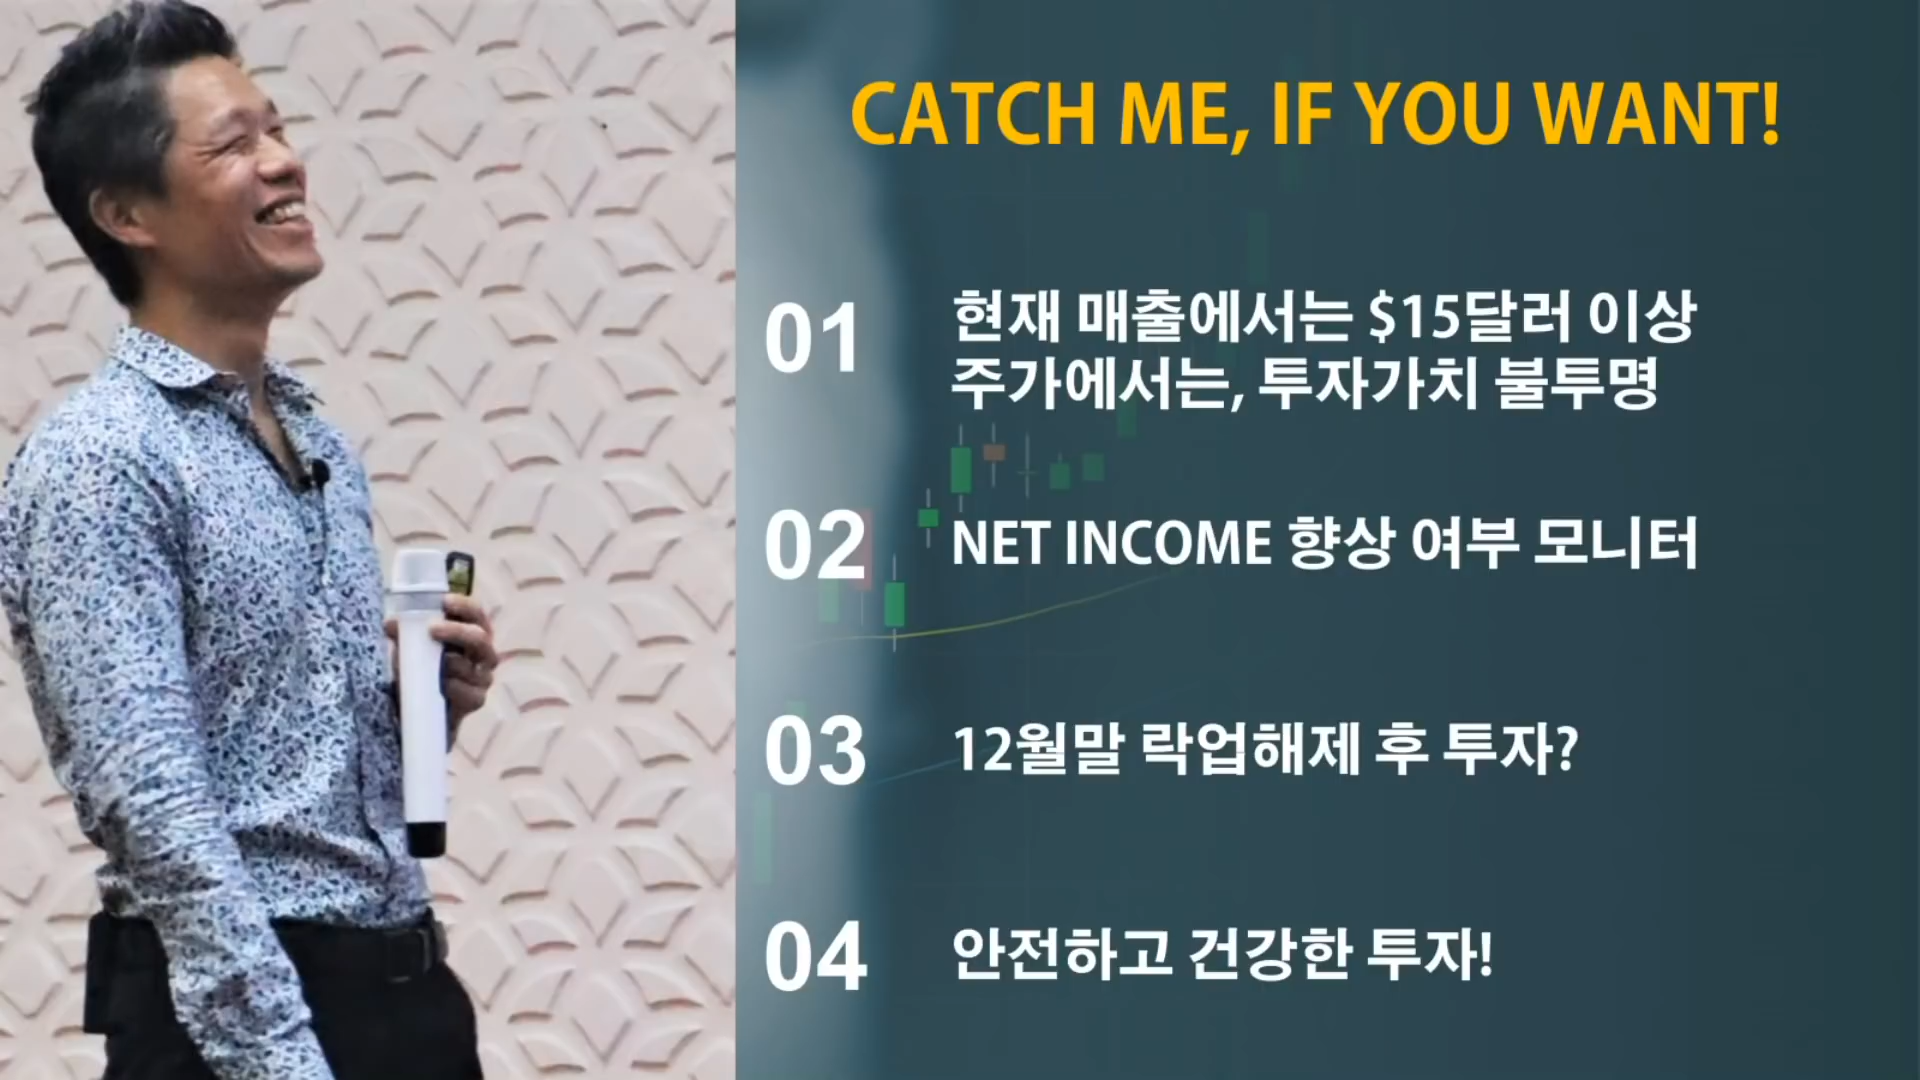 CATCH ME, IF YOU WANT!
01
현재 매출에서는 $15달러 이상
주가에서는, 투자가치 불투명
02
NET INCOME 향상 여부 모니터
03
12월말 락업해제 후 투자?
04
안전하고 건강한 투자!